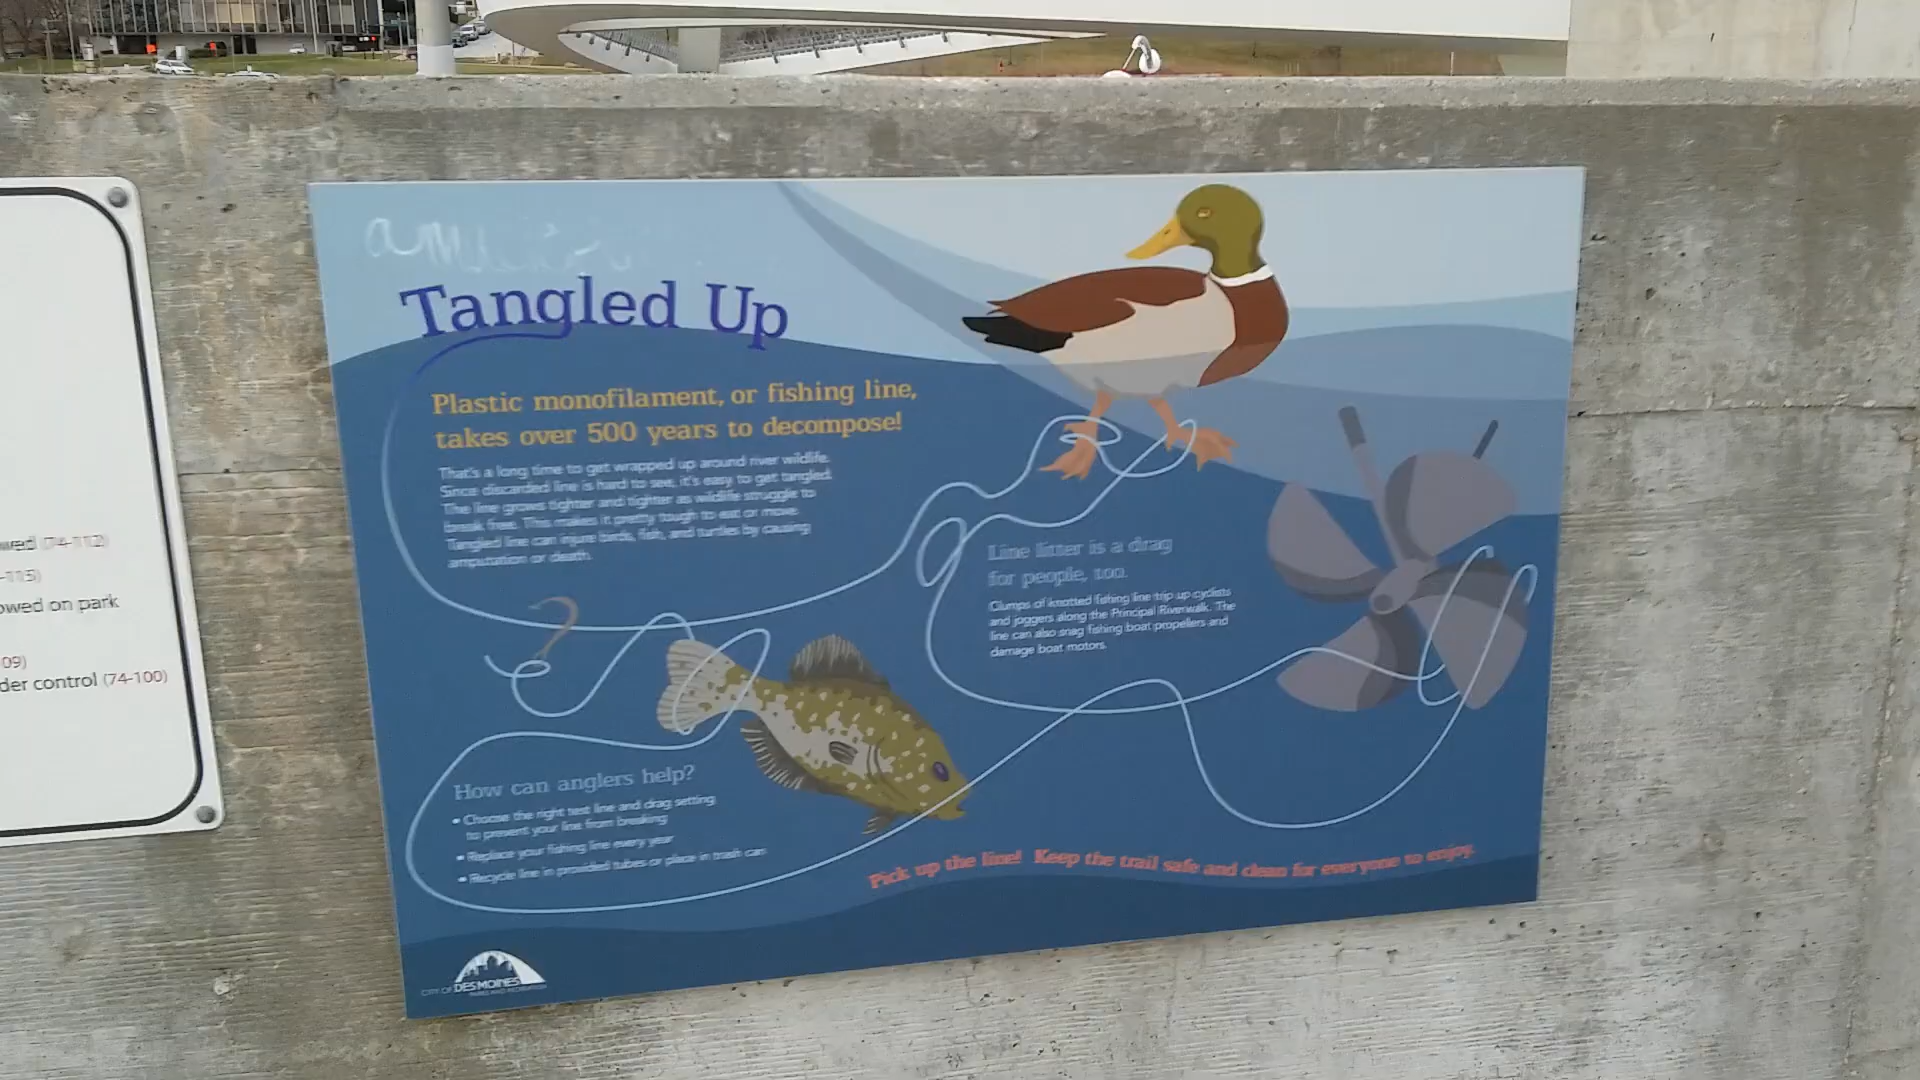 Tangled Up
Plastic monofilament, or fishing line,
takes over 500 years to decompose!
That's a long time to get wrapped up around river wildlife.
Since discarded line is hard to see, it's easy to get tangled.
The line grows tighter and tighter as wildlife struggle to
break free. This makes it pretty tough to eat or move.
Tangled line can injure birds, fish, and turtles by causing
amputation or death.
Line litter is a drag
for people, too.
Clumps of knotted fishing line trip up cyclists
and joggers along the Principal Riverwalk. The
line can also snag fishing boat propellers and
damage boat motors.
How can anglers help?
• Choose the right test line and drag setting
to prevent your line from breaking
• Replace your fishing line every year
• Recycle line in provided tubes or place in trash can
Pick up the line! Keep the trail safe and clean for everyone to enjoy.
CITY OF DES MOINES
PARKS AND RECREATION
wed (74-112)
-115)
owed on park
09)
der control (74-100)